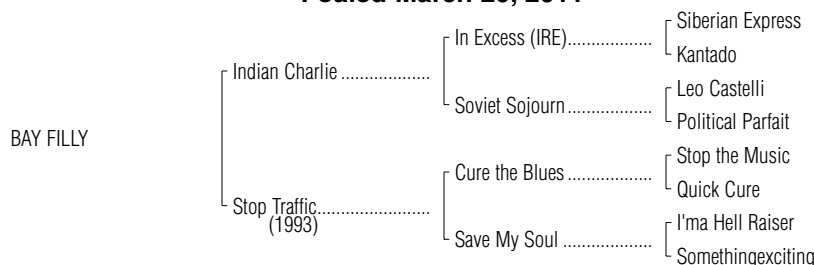 Foaled March
Siberian Express
In Excess (IRE)...................
Kantado
Indian Charlie ...................
Leo Castelli
Soviet Sojourn ..................
Political Parfait
BAY FILLY
Stop the Music
Cure the Blues ..................
Quick Cure
Stop Traffic........................
(1993)
I'ma Hell Raiser
Save My Soul ...................
Somethingexciting